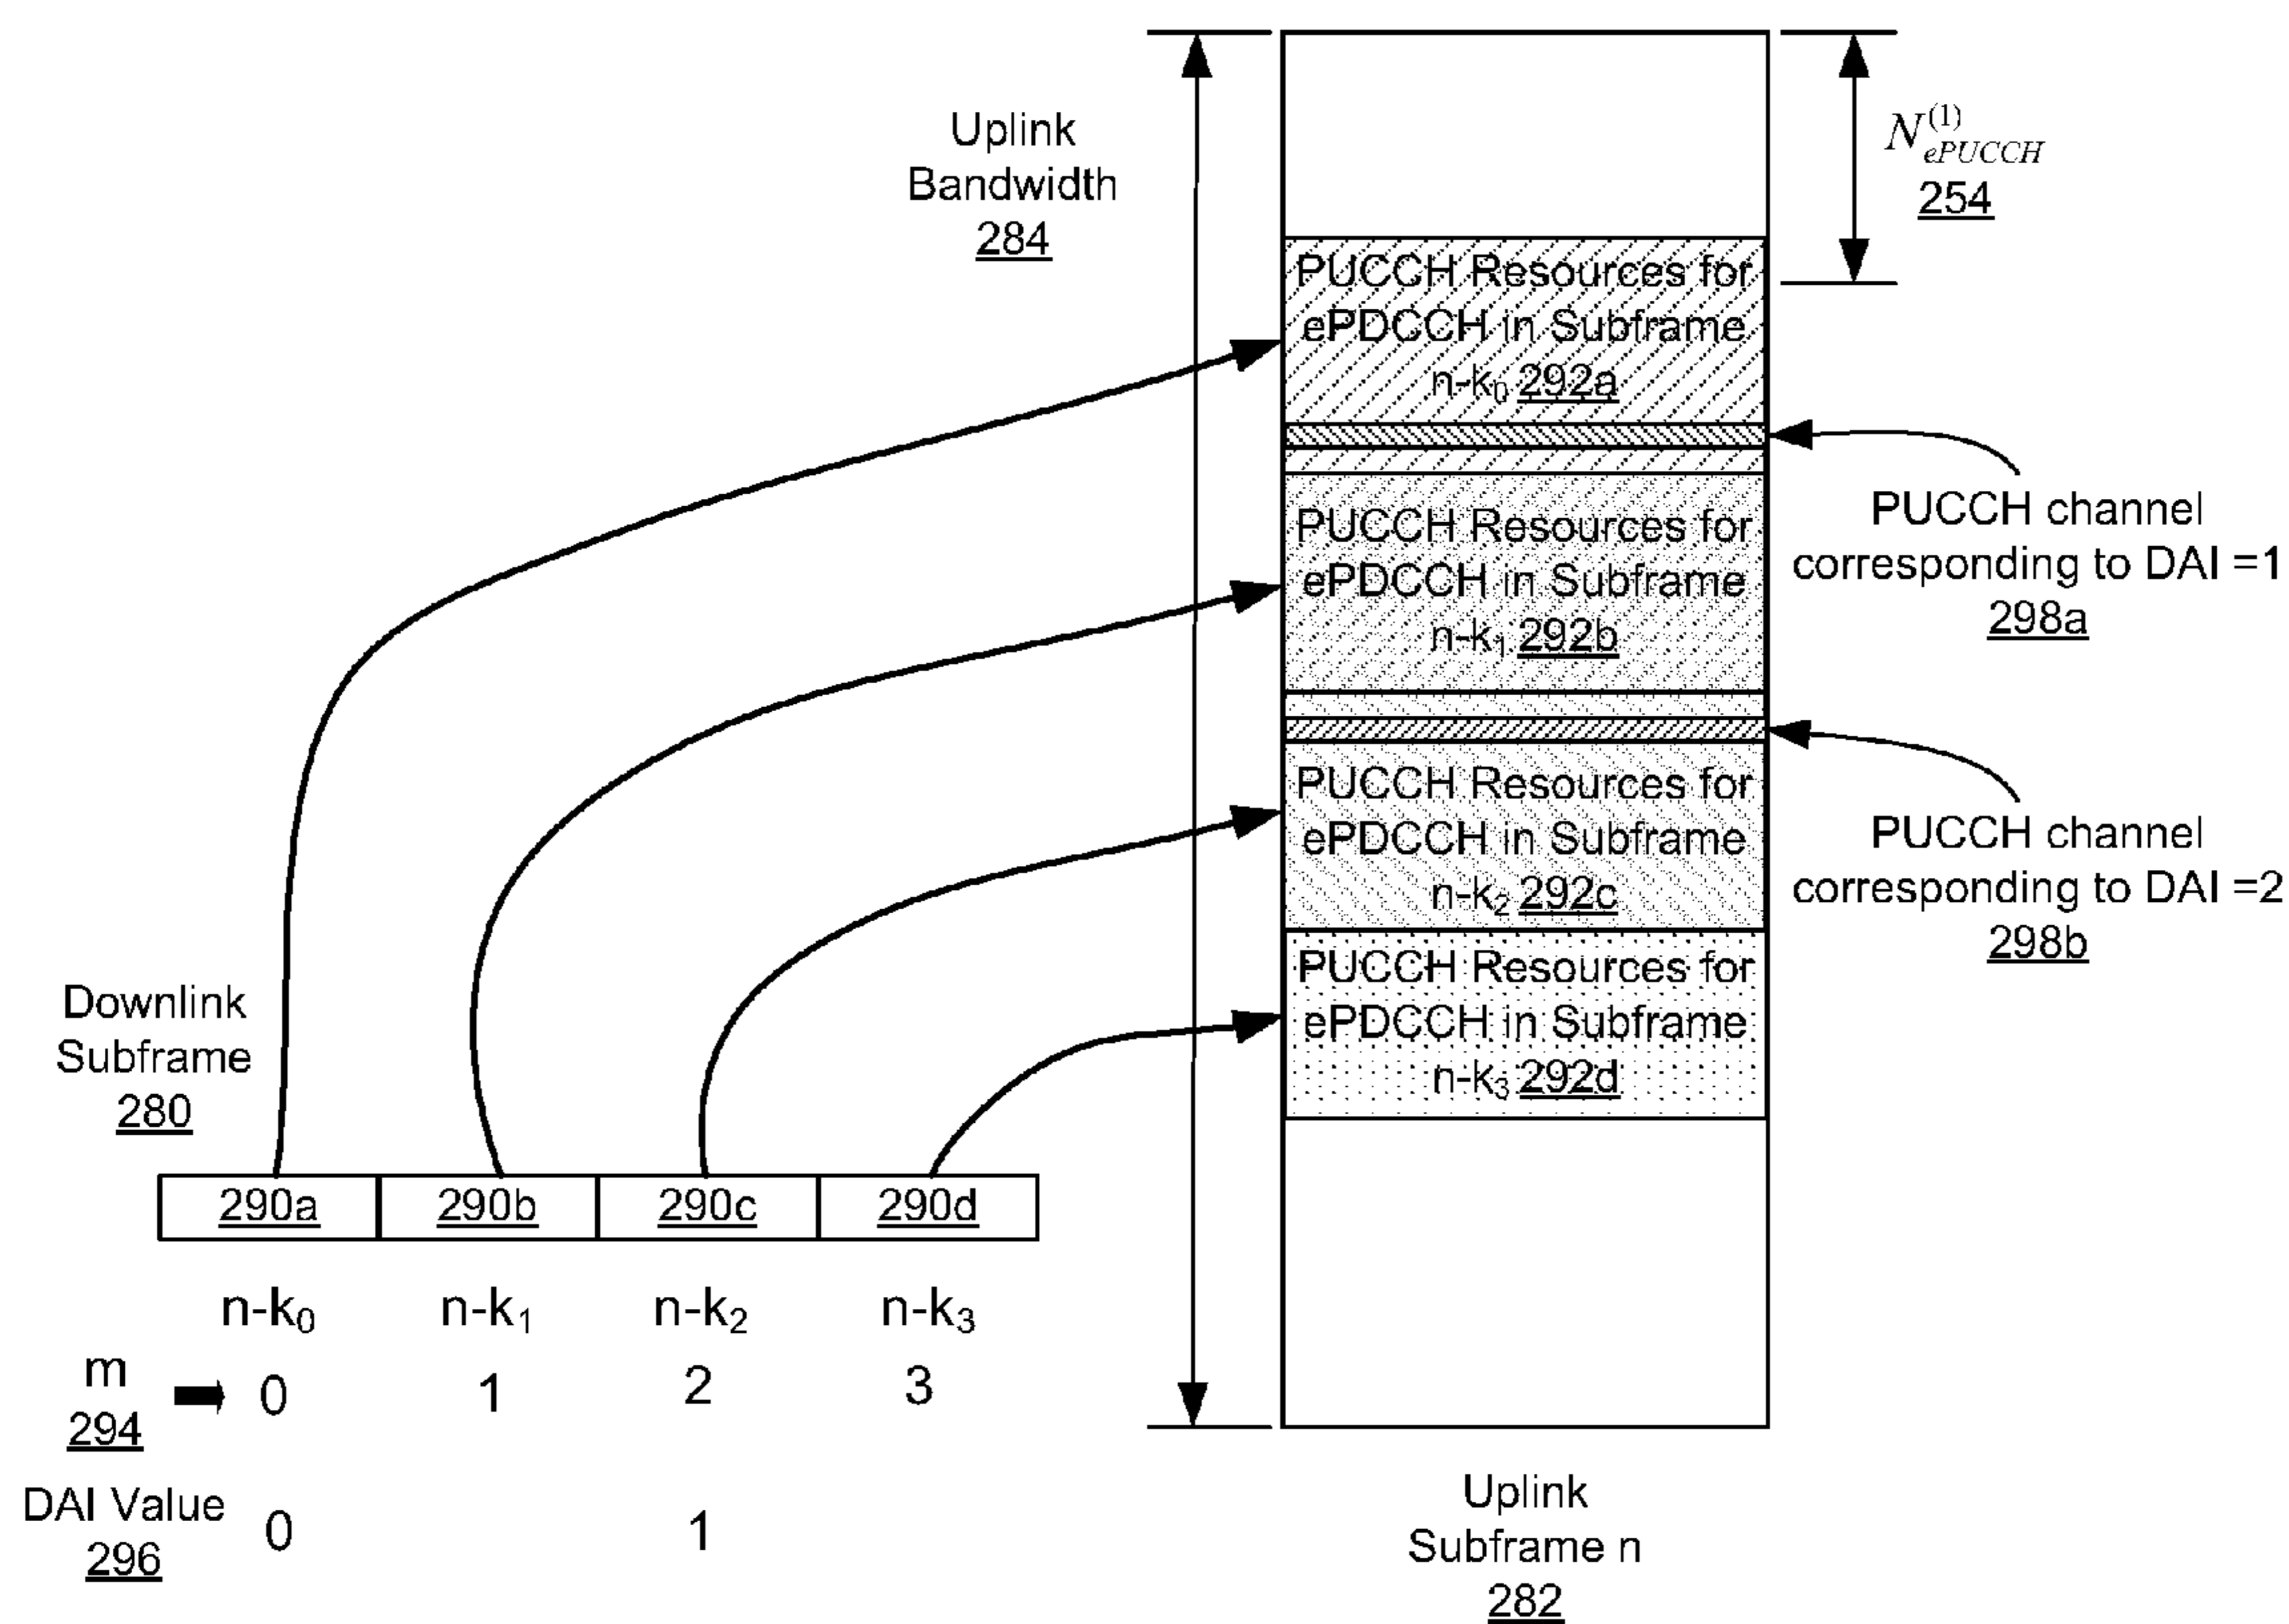 Uplink
Bandwidth
284
N^{(1)}_{ePUCCH}
254
PUCCH Resources for
ePDCCH in Subframe
n-k₀ 292a
PUCCH channel
corresponding to DAI =1
298a
PUCCH Resources for
ePDCCH in Subframe
n-k₁ 292b
PUCCH Resources for
ePDCCH in Subframe
n-k₂ 292c
PUCCH channel
corresponding to DAI =2
298b
PUCCH Resources for
ePDCCH in Subframe
n-k₃ 292d
Downlink
Subframe
280
290a 290b 290c 290d
n-k₀ n-k₁ n-k₂ n-k₃
m
294
0 1 2 3
DAI Value
296
0 1
Uplink
Subframe n
282